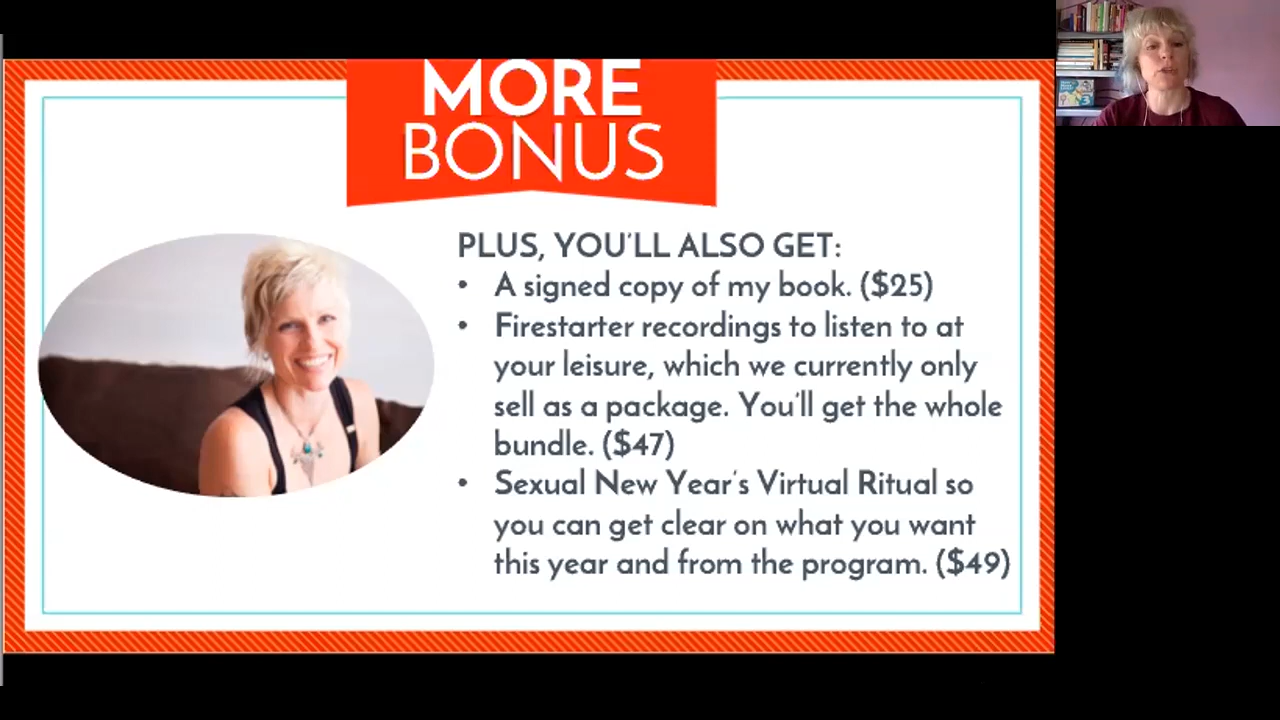 MORE
BONUS
PLUS, YOU'LL ALSO GET:
• A signed copy of my book. ($25)
• Firestarter recordings to listen to at
your leisure, which we currently only
sell as a package. You'll get the whole
bundle. ($47)
• Sexual New Year's Virtual Ritual so
you can get clear on what you want
this year and from the program. ($49)